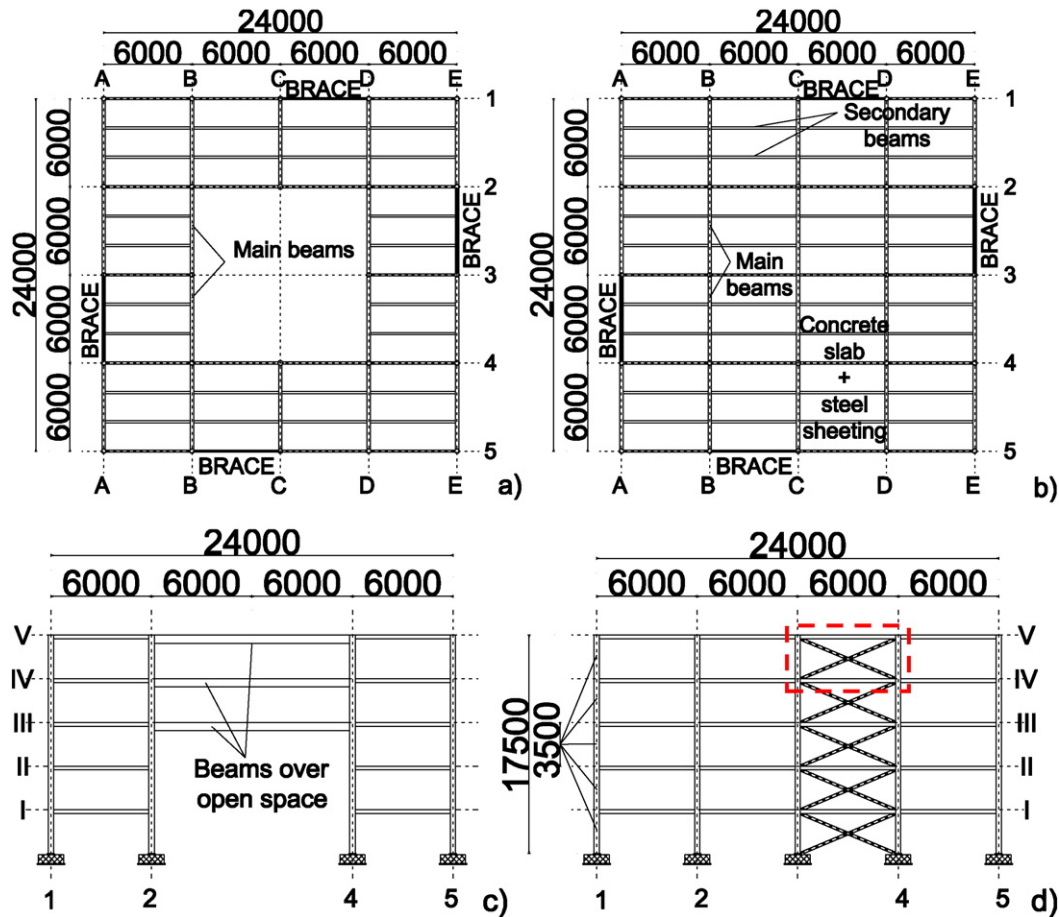 24000
6000 6000 6000 6000
A B C D E
BRACE
1
6000
2
6000
BRACE
Main beams
24000
3
6000
BRACE
4
6000
5
BRACE
A B C D E
a)
24000
6000 6000 6000 6000
A B C D E
BRACE
1
Secondary
beams
6000
2
6000
BRACE
Main
beams
24000
3
6000
BRACE
Concrete
slab
4
+
steel
sheeting
6000
5
BRACE
A B C D E
b)
24000
6000 6000 6000 6000
V
IV
III
II
I
Beams over
open space
1 2 4 5
c)
24000
6000 6000 6000 6000
V
IV
III
II
I
17500
3500
1 2 4 5
d)